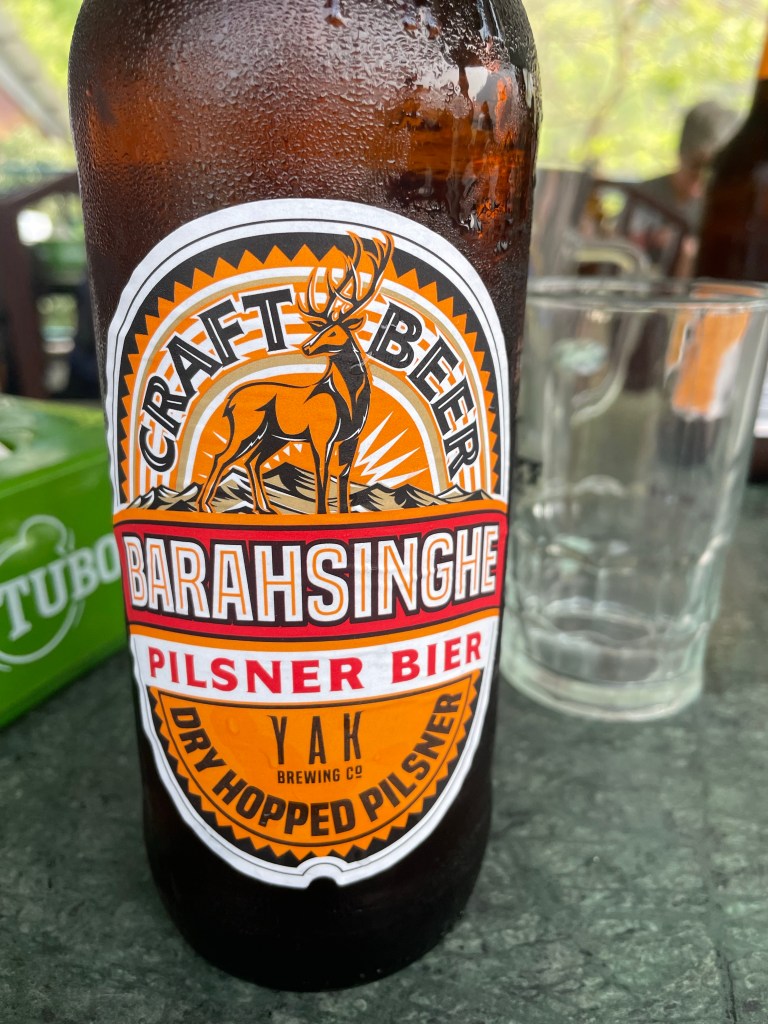 CRAFT BEER
BARAHSINGHE
PILSNER BIER
YAK
BREWING CO
DRY HOPPED PILSNER
TUBO